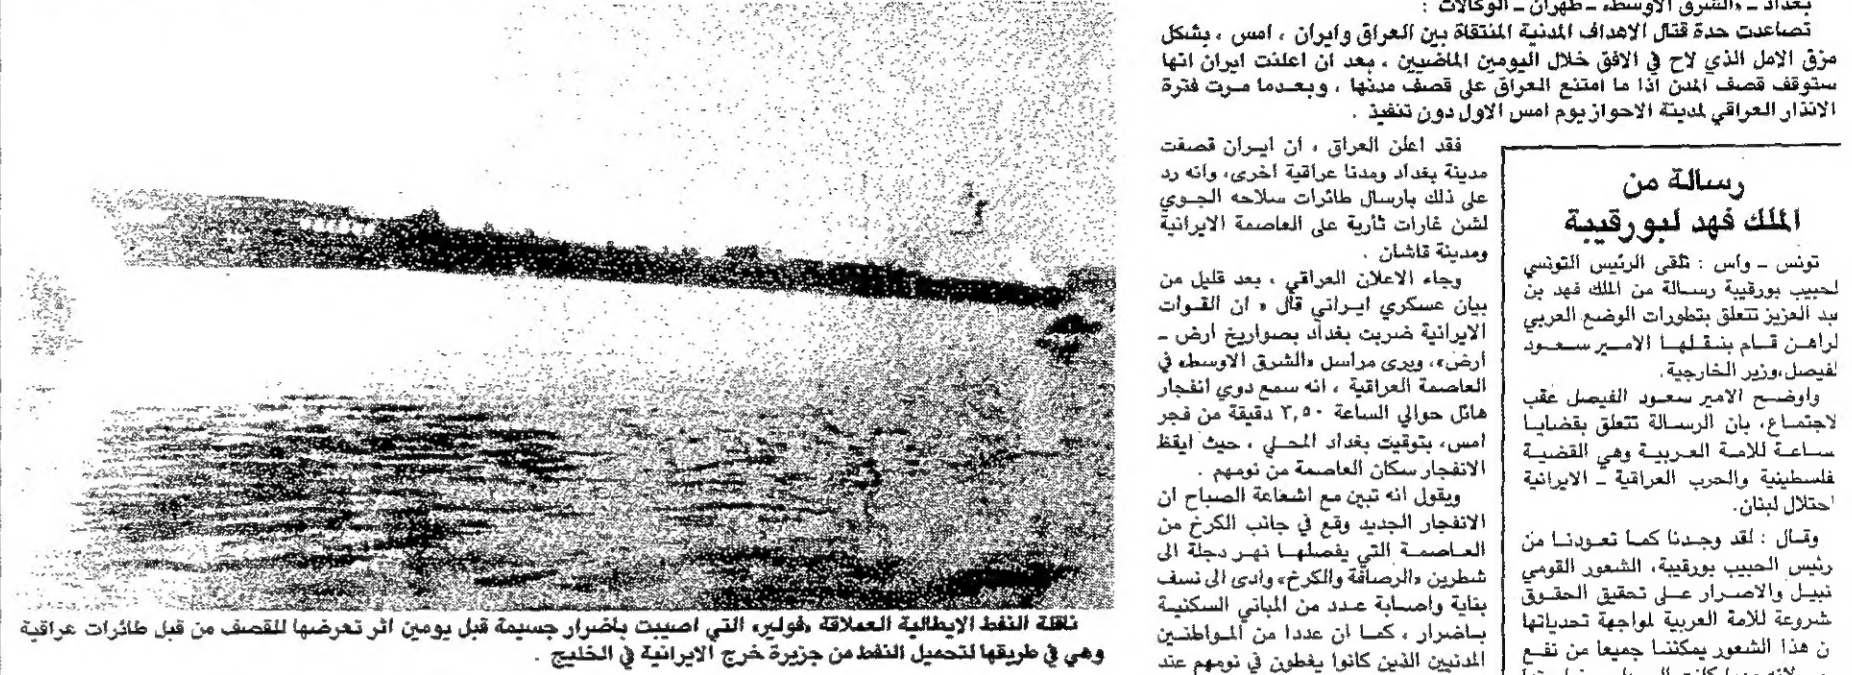 بغداد ـ «الشرق الاوسط» ـ طهران ـ الوكالات :
تصاعدت حدة قتال الاهداف المدنية المنتقاة بين العراق وايران ، امس ، بشكل
مزق الامل الذي لاح في الافق خلال اليومين الماضيين ، بعد ان اعلنت ايران انها
ستوقف قصف المدن اذا ما امتنع العراق على قصف مدنها ، وبعدما مرت فترة
الانذار العراقي لمدينة الاحواز يوم امس الاول دون تنفيذ .
رسالة من
الملك فهد لبورقيبة
تونس ـ واس : تلقى الرئيس التونسي
لحبيب بورقيبة رسالة من الملك فهد بن
بد العزيز تتعلق بتطورات الوضع العربي
لراهن قام بنقلها الامير سعود
لفيصل،وزير الخارجية.
واوضح الامير سعود الفيصل عقب
لاجتماع، بان الرسالة تتعلق بقضايا
ساعة للامة العربية وهي القضية
فلسطينية والحرب العراقية ـ الايرانية
احتلال لبنان.
وقال : لقد وجدنا كما تعودنا من
رئيس الحبيب بورقيبة، الشعور القومي
نبيل والاصرار على تحقيق الحقوق
شروعة للامة العربية لمواجهة تحدياتها
ن هذا الشعور يمكننا جميعا من نفع
فقد اعلن العراق ، ان ايران قصفت
مدينة بغداد ومدنا عراقية اخرى، وانه رد
على ذلك بارسال طائرات سلاحه الجوي
لشن غارات ثأرية على العاصمة الايرانية
ومدينة قاشان .
وجاء الاعلان العراقي ، بعد قليل من
بيان عسكري ايراني قال « ان القوات
الايرانية ضربت بغداد بصواريخ ارض ـ
ارض»، ويرى مراسل «الشرق الاوسط» في
العاصمة العراقية ، انه سمع دوي انفجار
هائل حوالي الساعة ٣,٥٠ دقيقة من فجر
امس، بتوقيت بغداد المحلي ، حيث ايقظ
الانفجار سكان العاصمة من نومهم .
ويقول انه تبين مع اشعاعة الصباح ان
الانفجار الجديد وقع في جانب الكرخ من
العاصمة التي يفصلها نهر دجلة الى
شطرين «الرصافة والكرخ» وادى الى نسف
بناية واصابة عدد من المباني السكنية
باضرار ، كما ان عددا من المواطنين
المدنيين الذين كانوا يغطون في نومهم عند
ناقلة النفط الايطالية العملاقة «فولير» التي اصيبت باضرار جسيمة قبل يومين اثر تعرضها للقصف من قبل طائرات عراقية
وهي في طريقها لتحميل النفط من جزيرة خرج الايرانية في الخليج .